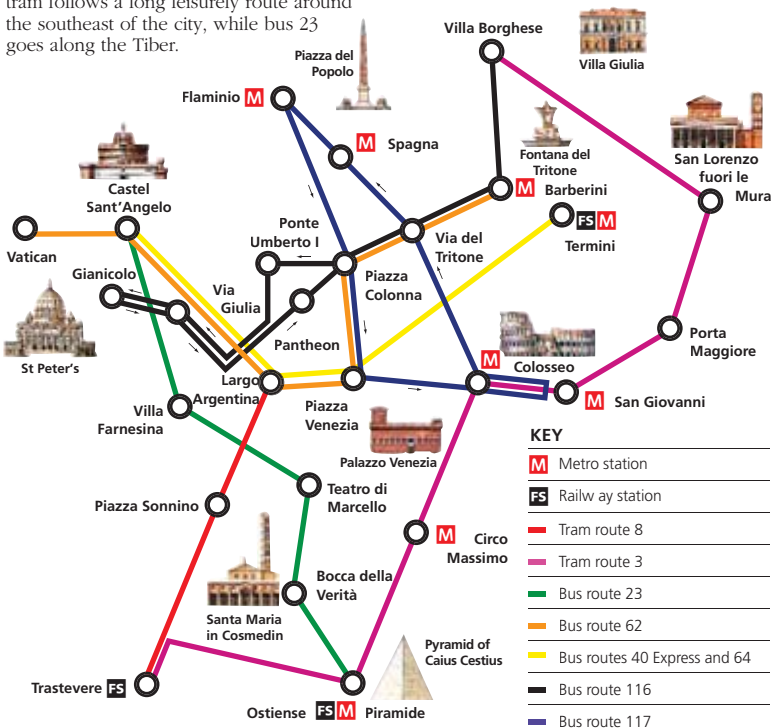 tram follows a long leisurely route around
the southeast of the city, while bus 23
goes along the Tiber.
Villa Borghese
Villa Giulia
Piazza del
Popolo
Flaminio M
M Spagna
Fontana del
Tritone
San Lorenzo
fuori le
Mura
Castel
Sant'Angelo
M Barberini
Ponte
Umberto I
Via del
Tritone
FS M
Termini
Vatican
Gianicolo
Via
Giulia
Piazza
Colonna
Pantheon
St Peter's
M
Colosseo
Porta
Maggiore
Largo
Argentina
Piazza
Venezia
M San Giovanni
Villa
Farnesina
Palazzo Venezia
Teatro di
Marcello
Piazza Sonnino
M Circo
Massimo
Bocca della
Verità
Santa Maria
in Cosmedin
Pyramid of
Caius Cestius
Trastevere FS
Ostiense FS M Piramide
KEY
M Metro station
FS Railw ay station
Tram route 8
Tram route 3
Bus route 23
Bus route 62
Bus routes 40 Express and 64
Bus route 116
Bus route 117